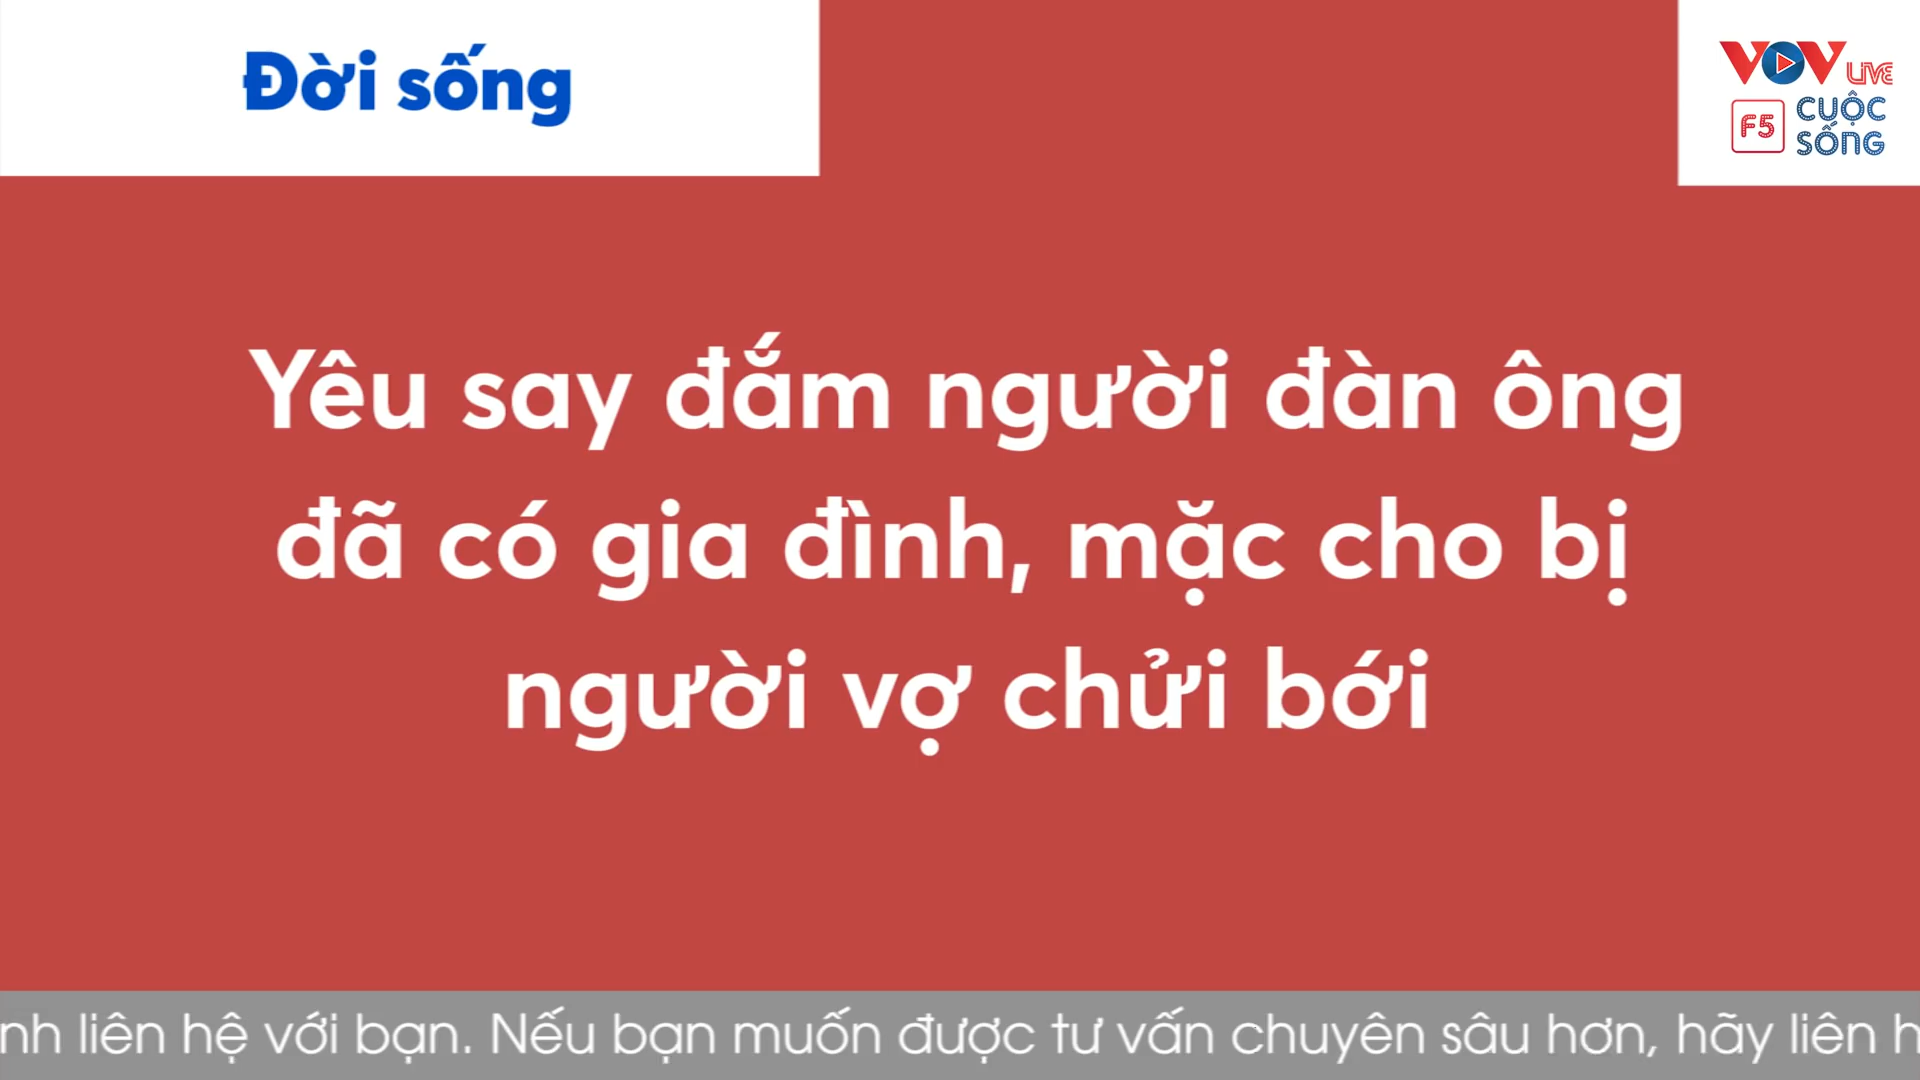 Đời sống
VOV LIVE
F5 CUỘC SỐNG
Yêu say đắm người đàn ông
đã có gia đình, mặc cho bị
người vợ chửi bới
nh liên hệ với bạn. Nếu bạn muốn được tư vấn chuyên sâu hơn, hãy liên h